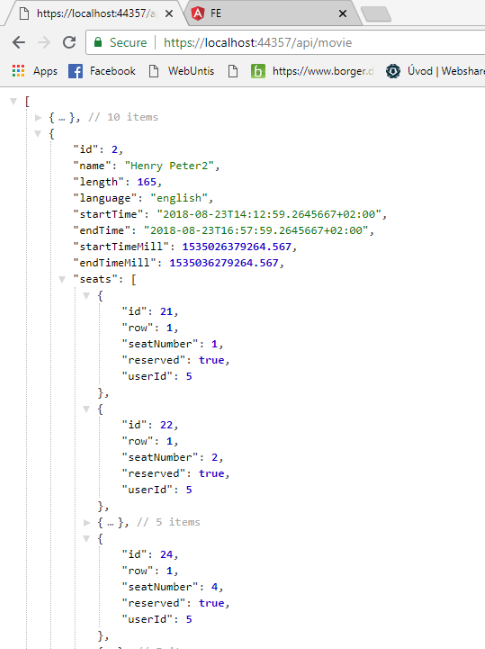 https://localhost:44357/ap
FE
Secure
https://localhost:44357/api/movie
Apps Facebook WebUntis https://www.borger.d Úvod | Webshare
[
{ … }, // 10 items
{
"id": 2,
"name": "Henry Peter2",
"length": 165,
"language": "english",
"startTime": "2018-08-23T14:12:59.2645667+02:00",
"endTime": "2018-08-23T16:57:59.2645667+02:00",
"startTimeMill": 1535026379264.567,
"endTimeMill": 1535036279264.567,
"seats": [
{
"id": 21,
"row": 1,
"seatNumber": 1,
"reserved": true,
"userId": 5
},
{
"id": 22,
"row": 1,
"seatNumber": 2,
"reserved": true,
"userId": 5
},
{ … }, // 5 items
{
"id": 24,
"row": 1,
"seatNumber": 4,
"reserved": true,
"userId": 5
},